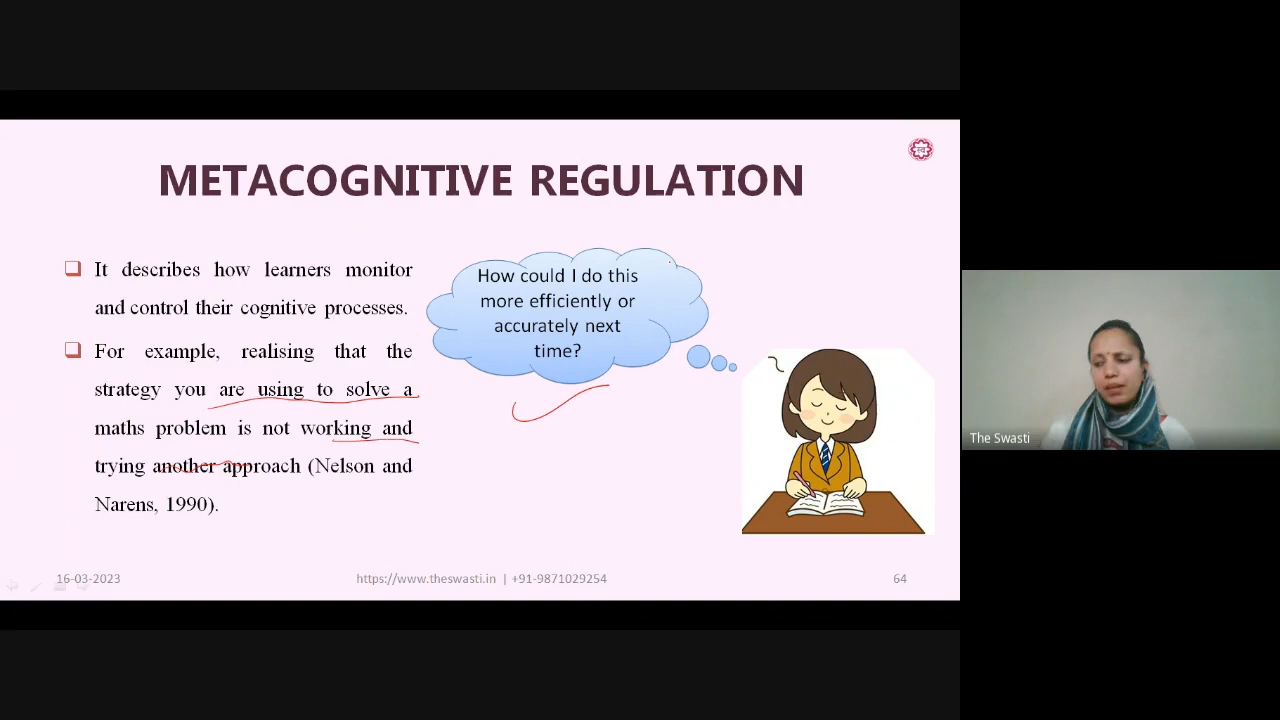 METACOGNITIVE REGULATION
It describes how learners monitor
and control their cognitive processes.
For example, realising that the
strategy you are using to solve a
maths problem is not working and
trying another approach (Nelson and
Narens, 1990).
How could I do this
more efficiently or
accurately next
time?
The Swasti
16-03-2023
https://www.theswasti.in | +91-9871029254
64